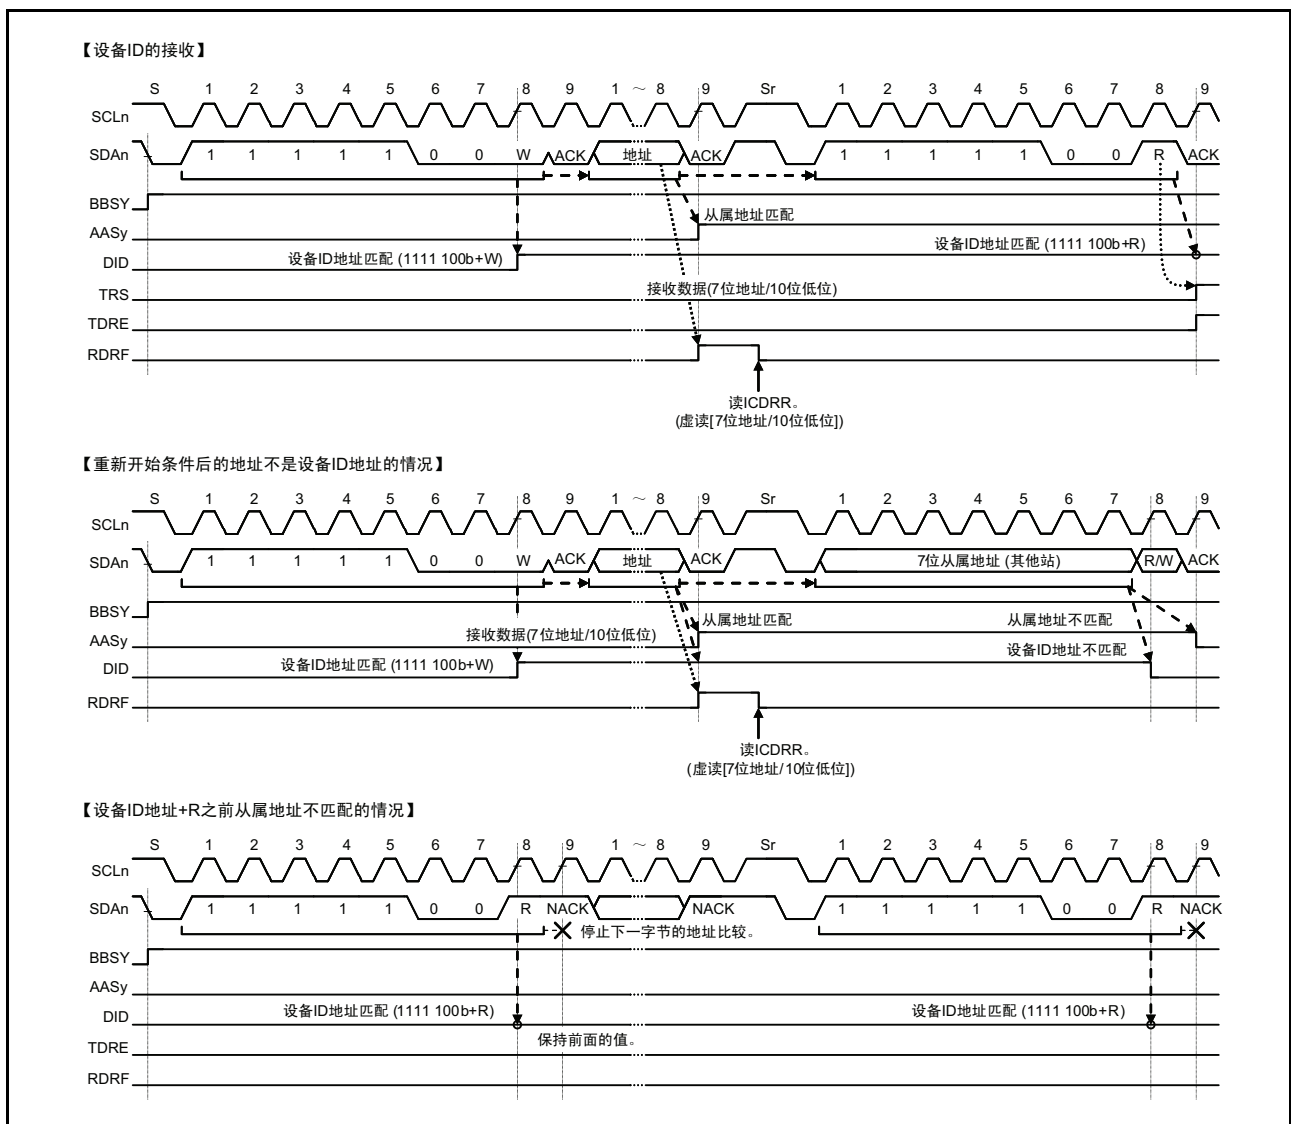 【设备ID的接收】
S 1 2 3 4 5 6 7 8 9 1 ~ 8 9 Sr 1 2 3 4 5 6 7 8 9
SCLn
SDAn 1 1 1 1 1 0 0 W ACK 地址 ACK 1 1 1 1 1 0 0 R ACK
BBSY
从属地址匹配
AASy
设备ID地址匹配 (1111 100b+R)
DID 设备ID地址匹配 (1111 100b+W)
TRS 接收数据(7位地址/10位低位)
TDRE
RDRF
读ICDRR。
(虚读[7位地址/10位低位])
【重新开始条件后的地址不是设备ID地址的情况】
S 1 2 3 4 5 6 7 8 9 1 ~ 8 9 Sr 1 2 3 4 5 6 7 8 9
SCLn
SDAn 1 1 1 1 1 0 0 W ACK 地址 ACK 7位从属地址 (其他站) R/W ACK
BBSY
从属地址匹配 从属地址不匹配
AASy 接收数据(7位地址/10位低位)
设备ID地址不匹配
DID 设备ID地址匹配 (1111 100b+W)
RDRF
读ICDRR。
(虚读[7位地址/10位低位])
【设备ID地址+R之前从属地址不匹配的情况】
S 1 2 3 4 5 6 7 8 9 1 ~ 8 9 Sr 1 2 3 4 5 6 7 8 9
SCLn
SDAn 1 1 1 1 1 0 0 R NACK NACK 1 1 1 1 1 0 0 R NACK
停止下一字节的地址比较。
BBSY
AASy
DID 设备ID地址匹配 (1111 100b+R) 设备ID地址匹配 (1111 100b+R)
保持前面的值。
TDRE
RDRF